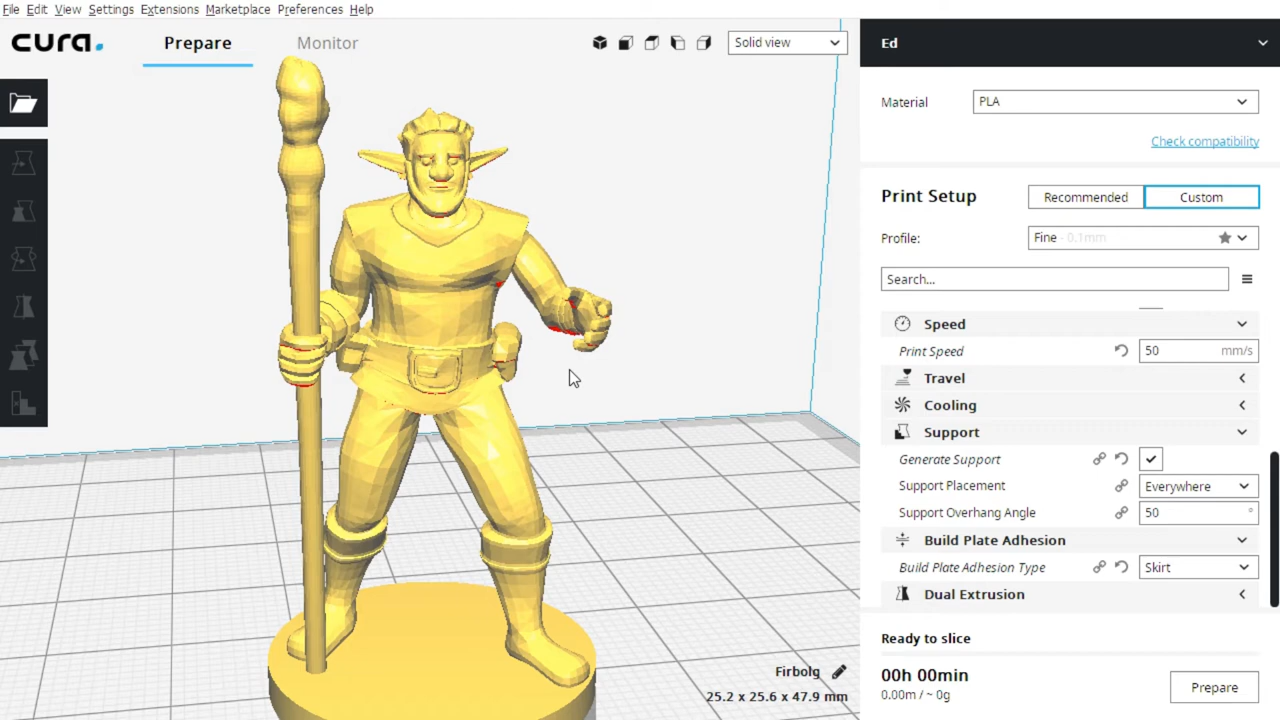 File Edit View Settings Extensions Marketplace Preferences Help
cura.
Prepare
Monitor
Solid view
Ed
Material
PLA
Check compatibility
Print Setup
Recommended
Custom
Profile:
Fine - 0.1mm
Search...
Speed
Print Speed
50 mm/s
Travel
Cooling
Support
Generate Support
Support Placement
Everywhere
Support Overhang Angle
50 °
Build Plate Adhesion
Build Plate Adhesion Type
Skirt
Dual Extrusion
Firbolg
25.2 x 25.6 x 47.9 mm
Ready to slice
00h 00min
0.00m / ~ 0g
Prepare